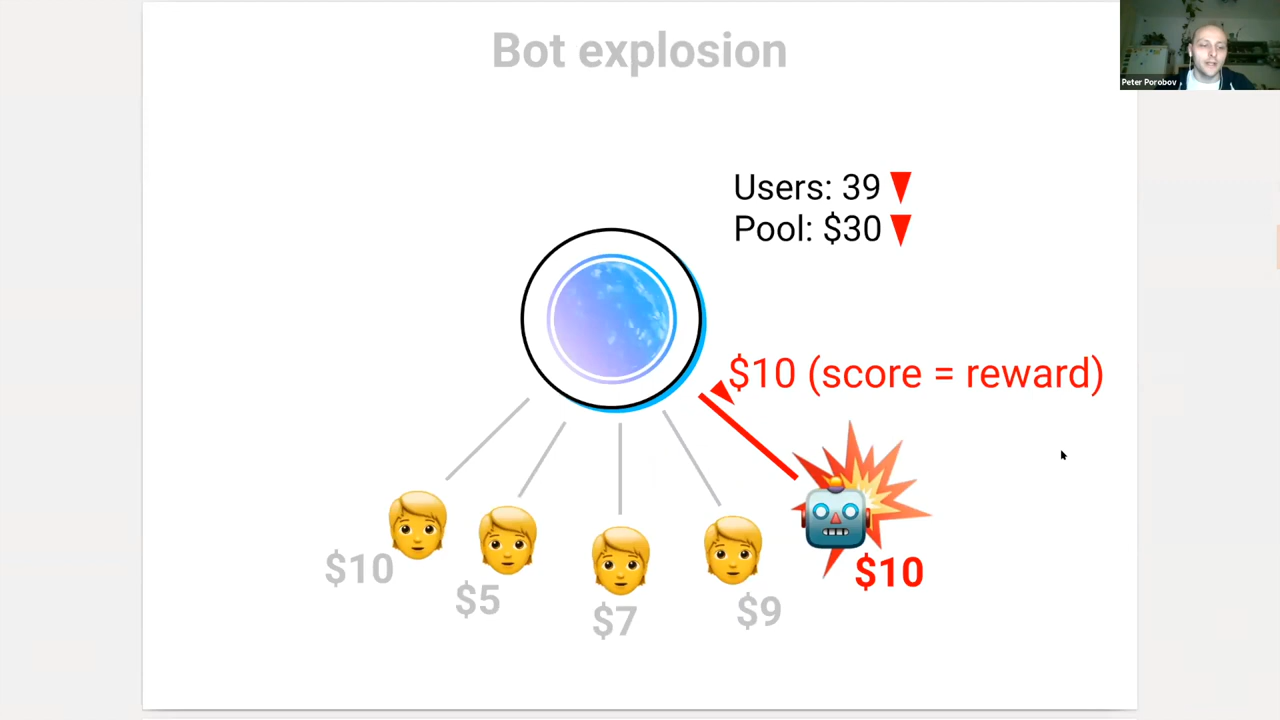 Bot explosion
Peter Porobov
Users: 39
Pool: $30
$10 (score = reward)
$10
$5
$7
$9
$10